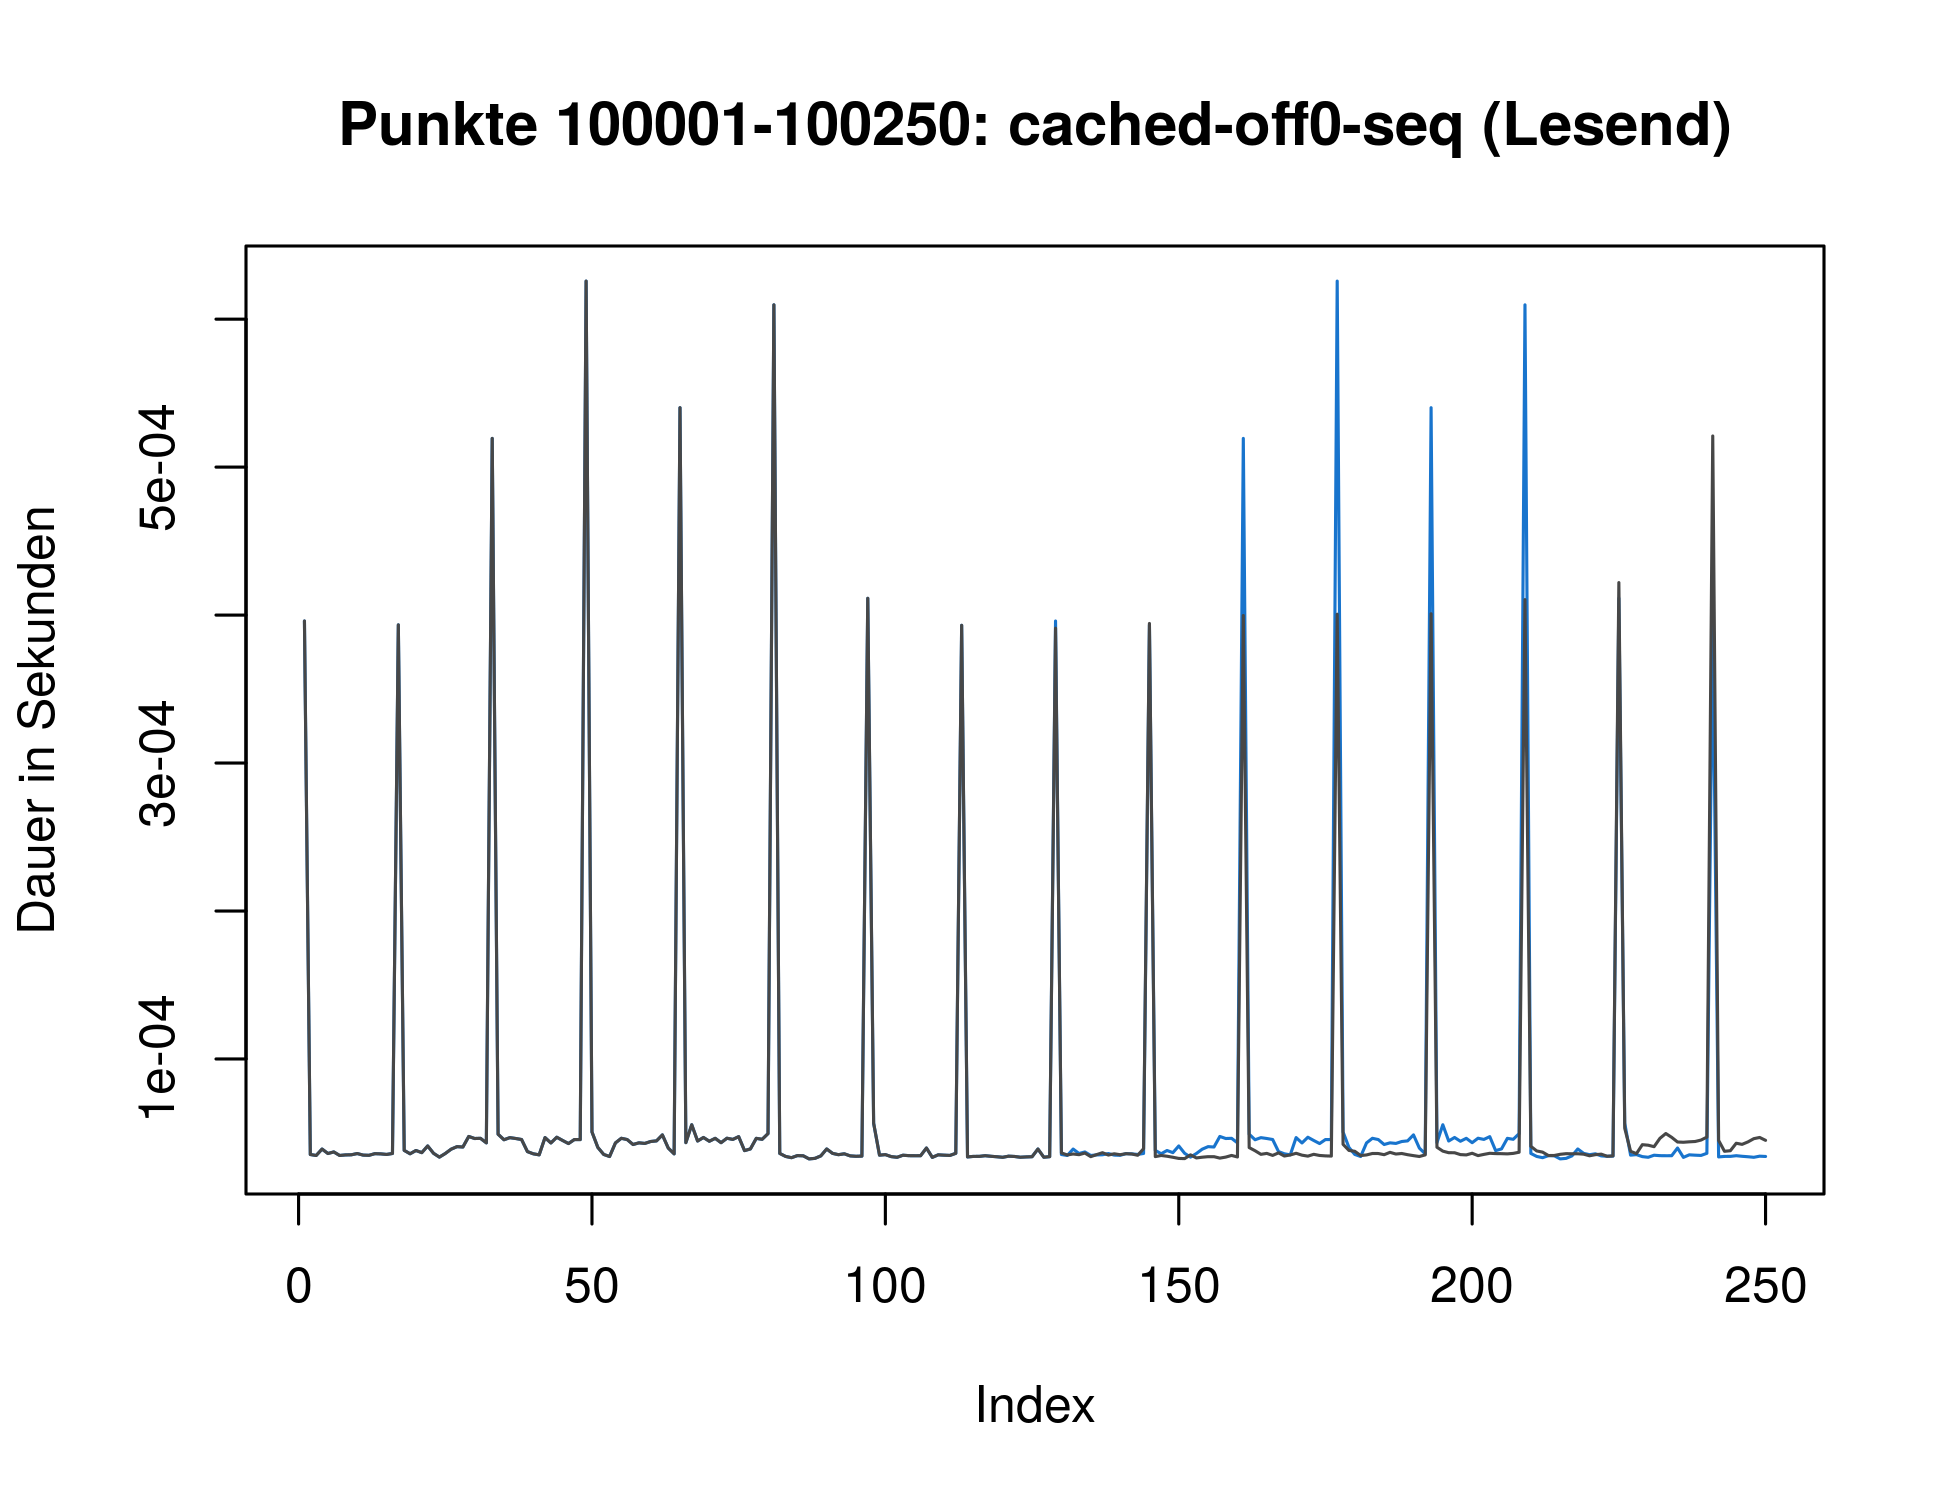 Punkte 100001-100250: cached-off0-seq (Lesend)
Dauer in Sekunden
5e-04
3e-04
1e-04
0 50 100 150 200 250
Index